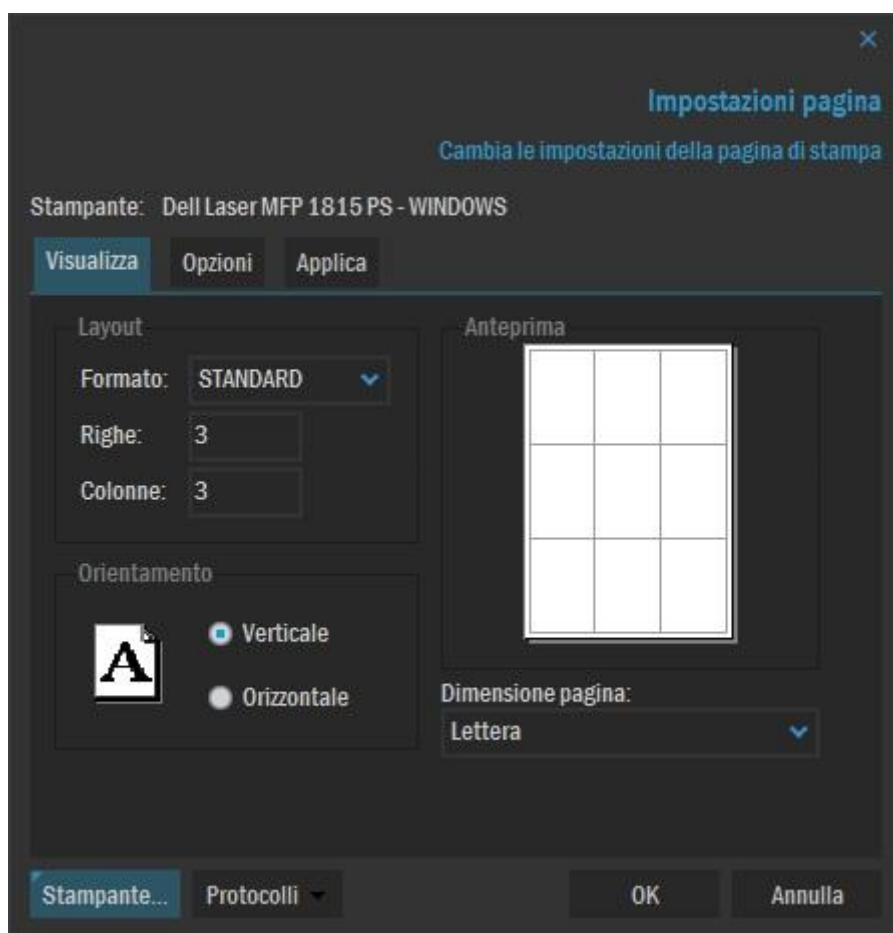 Impostazioni pagina
Cambia le impostazioni della pagina di stampa
Stampante: Dell Laser MFP 1815 PS - WINDOWS
Visualizza Opzioni Applica
Layout
Formato: STANDARD
Righe: 3
Colonne: 3
Anteprima
Orientamento
A
Verticale
Orizzontale
Dimensione pagina:
Lettera
Stampante... Protocolli OK Annulla